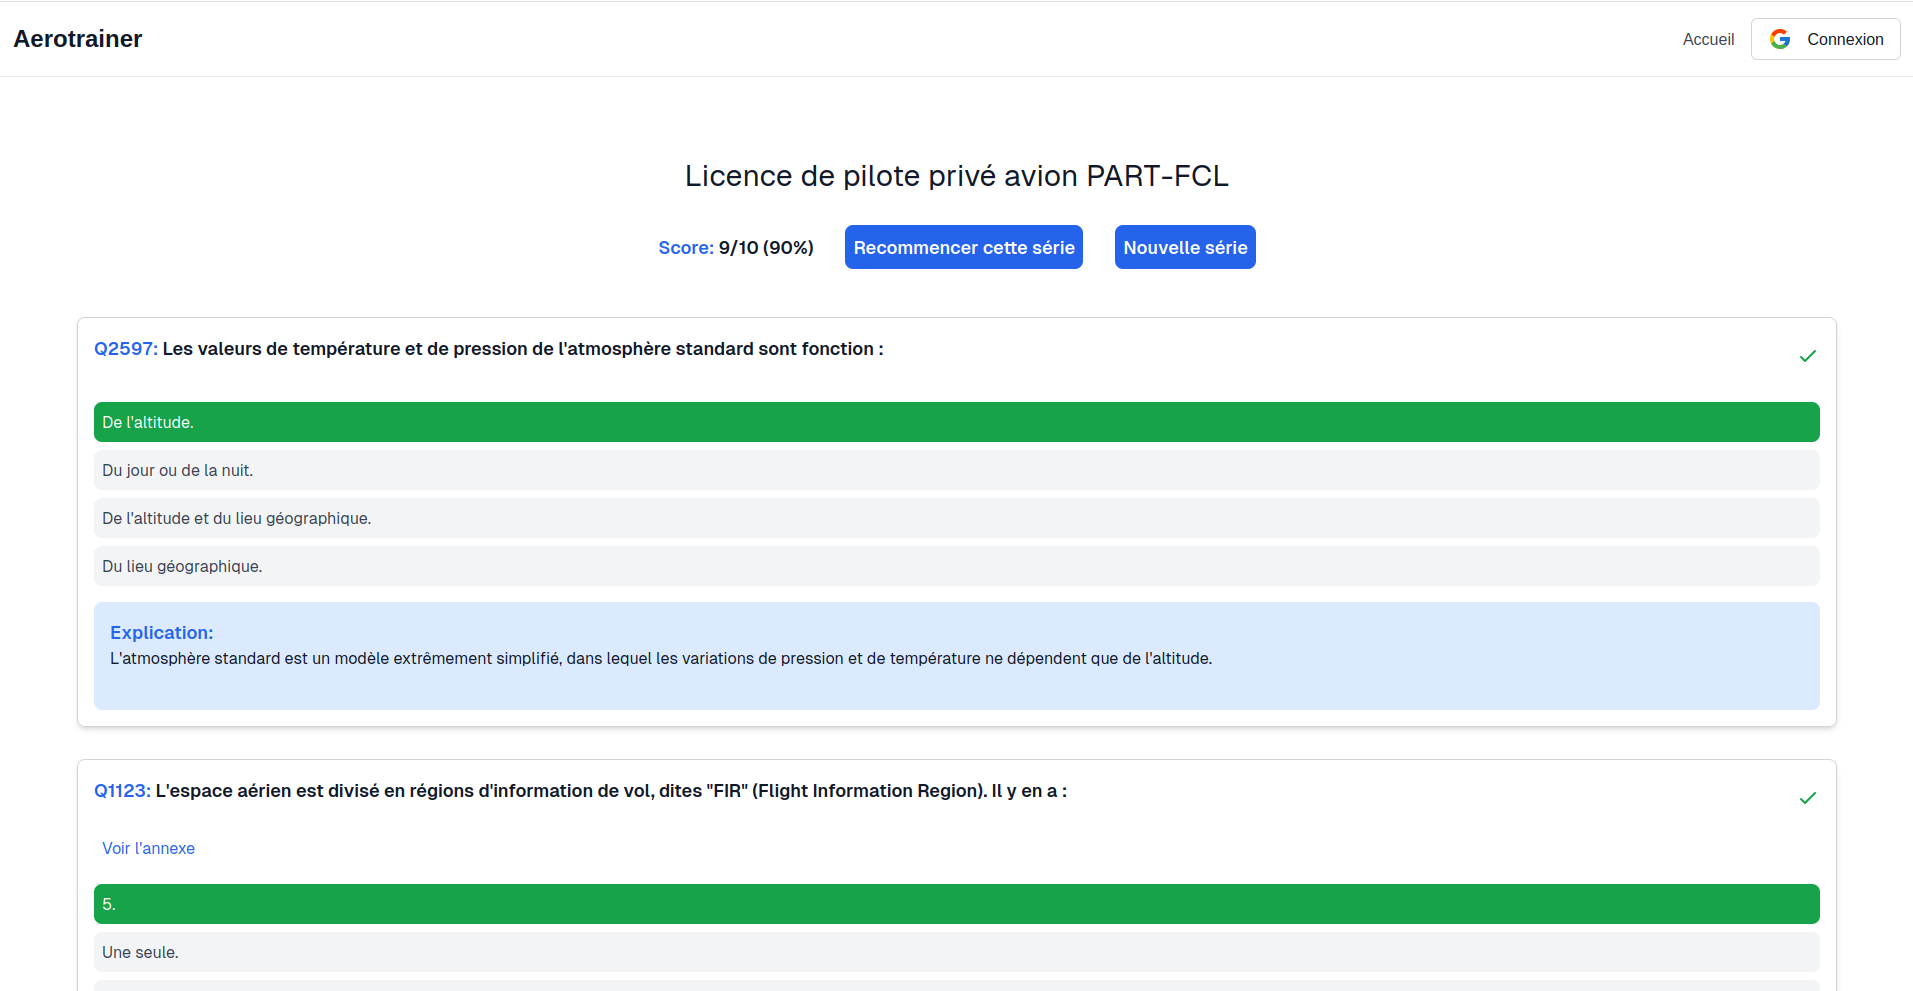 Aerotrainer
Accueil
Connexion
Licence de pilote privé avion PART-FCL
Score: 9/10 (90%)
Recommencer cette série
Nouvelle série
Q2597: Les valeurs de température et de pression de l'atmosphère standard sont fonction :
De l'altitude.
Du jour ou de la nuit.
De l'altitude et du lieu géographique.
Du lieu géographique.
Explication:
L'atmosphère standard est un modèle extrêmement simplifié, dans lequel les variations de pression et de température ne dépendent que de l'altitude.
Q1123: L'espace aérien est divisé en régions d'information de vol, dites "FIR" (Flight Information Region). Il y en a :
Voir l'annexe
5.
Une seule.